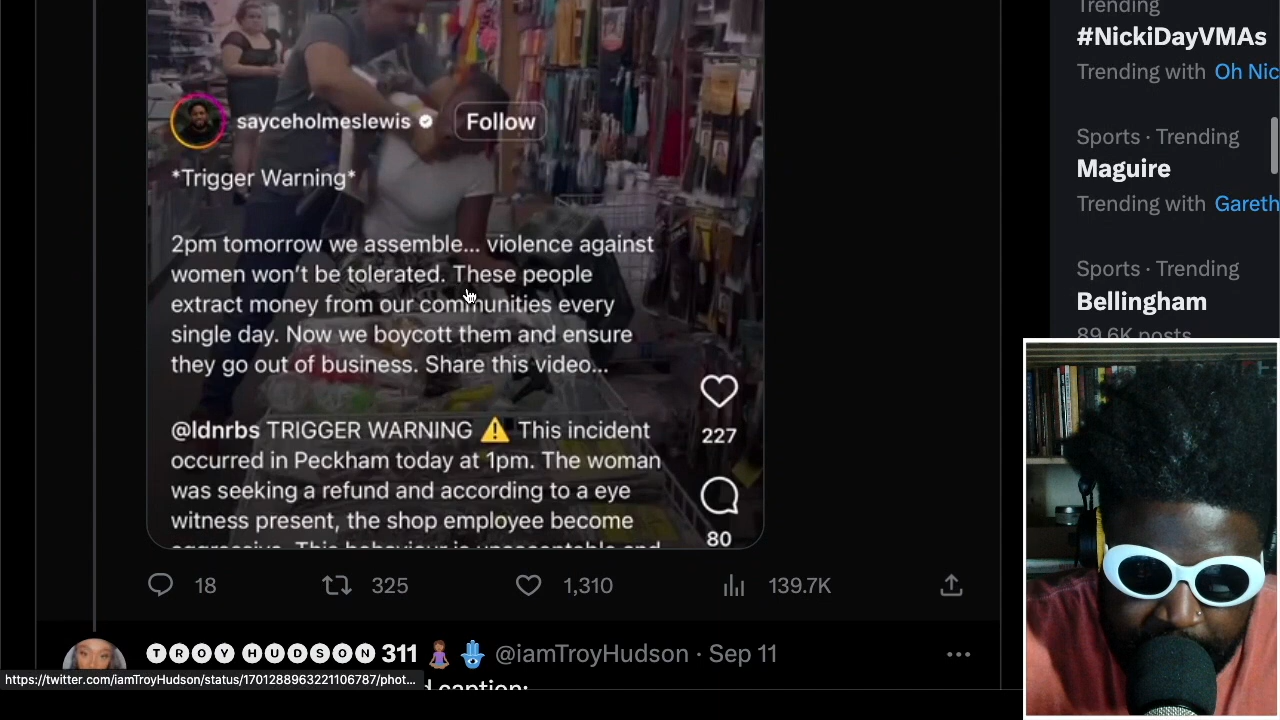 Trending
#NickiDayVMAs
Trending with Oh Nic
Sports · Trending
Maguire
Trending with Gareth
Sports · Trending
Bellingham
89.6K posts
sayceholmeslewis Follow
*Trigger Warning*
2pm tomorrow we assemble... violence against
women won't be tolerated. These people
extract money from our communities every
single day. Now we boycott them and ensure
they go out of business. Share this video...
@ldnrbs TRIGGER WARNING ⚠️ This incident
occurred in Peckham today at 1pm. The woman
was seeking a refund and according to a eye
witness present, the shop employee become
aggressive. This behaviour is unacceptable and
227
80
18 325 1,310 139.7K
ⓉⓇⓄⓎ ⒽⓊⒹⓈⓄⓃ 311 @iamTroyHudson · Sep 11
caption:
https://twitter.com/iamTroyHudson/status/1701288963221106787/phot...